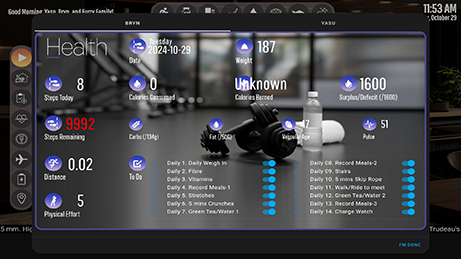 Good Morning, Yasu, Bryn, and Furry Family!
11:53 AM
, October 29
BRYN
YASU
Health
Tuesday
2024-10-29
Date
187
Weight
8
Steps Today
0
Calories Consumed
Unknown
Calories Burned
1600
Surplus/Defecit (/1600)
9992
Steps Remaining
Carbs (/134g)
Fat (/50G)
Vascular Age
51
Pulse
0.02
Distance
To Do
5
Physical Effort
Daily 1. Daily Weigh In
Daily 2. Fibre
Daily 3. Vitamins
Daily 4. Record Meals-1
Daily 5. Stretches
Daily 6. 5 mins Crunches
Daily 7. Green Tea/Water 1
Daily 08. Record Meals-2
Daily 09. Stairs
Daily 10. 5 mins Skip Rope
Daily 11. Walk/Ride to meet
Daily 12. Green Tea/Water 2
Daily 13. Record Meals-3
Daily 14. Charge Watch
5 mm. Hig
Trudeau's
I'M DONE